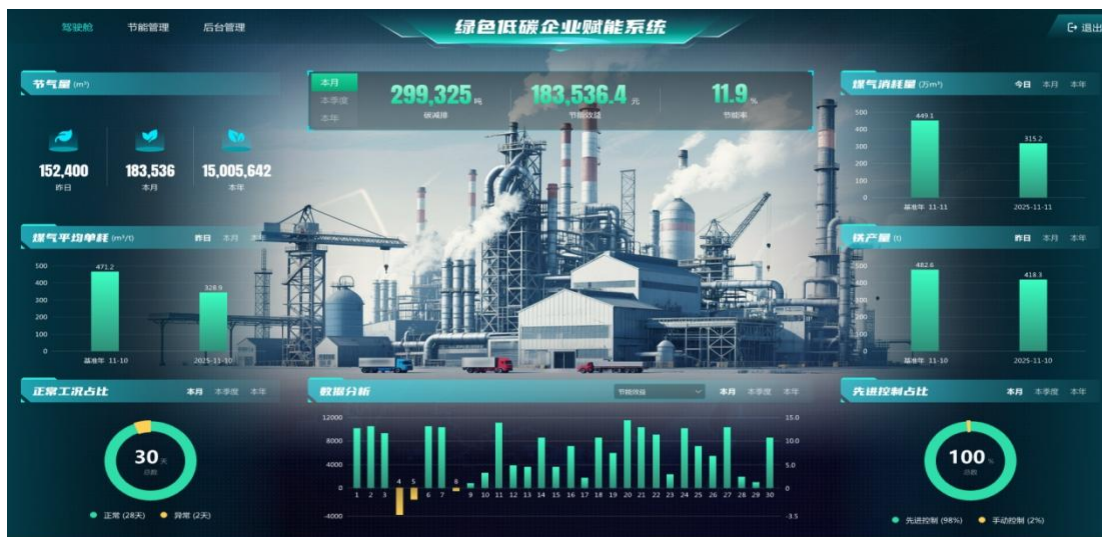 驾驶舱 节能管理 后台管理
绿色低碳企业赋能系统
退出
节气量 (m³)
152,400 183,536 15,005,642
昨日 本月 本年
本月
本季度
本年
299,325 吨 183,536.4 元 11.9 %
碳减排 节能效益 节能率
煤气消耗量 (万m³) 今日 本月 本年
500
400
300
200
100
0
449.1
315.2
基准年 11-11 2025-11-11
煤气平均单耗 (m³/t) 昨日 本月
500
400
300
200
100
0
471.2
328.9
基准年 11-10 2025-11-10
铁产量 (t) 昨日 本月 本年
500
400
300
200
100
0
482.6
418.3
基准年 11-10 2025-11-10
正常工况占比 本月 本季度 本年
30 天
总数
正常 (28天) 异常 (2天)
数据分析 节能效益 本月 本季度 本年
12000
8000
4000
0
-4000
15.0
10.0
5.0
0
-3.5
1 2 3 4 5 6 7 8 9 10 11 12 13 14 15 16 17 18 19 20 21 22 23 24 25 26 27 28 29 30
先进控制占比 本月 本季度 本年
100 %
总数
先进控制 (98%) 手动控制 (2%)